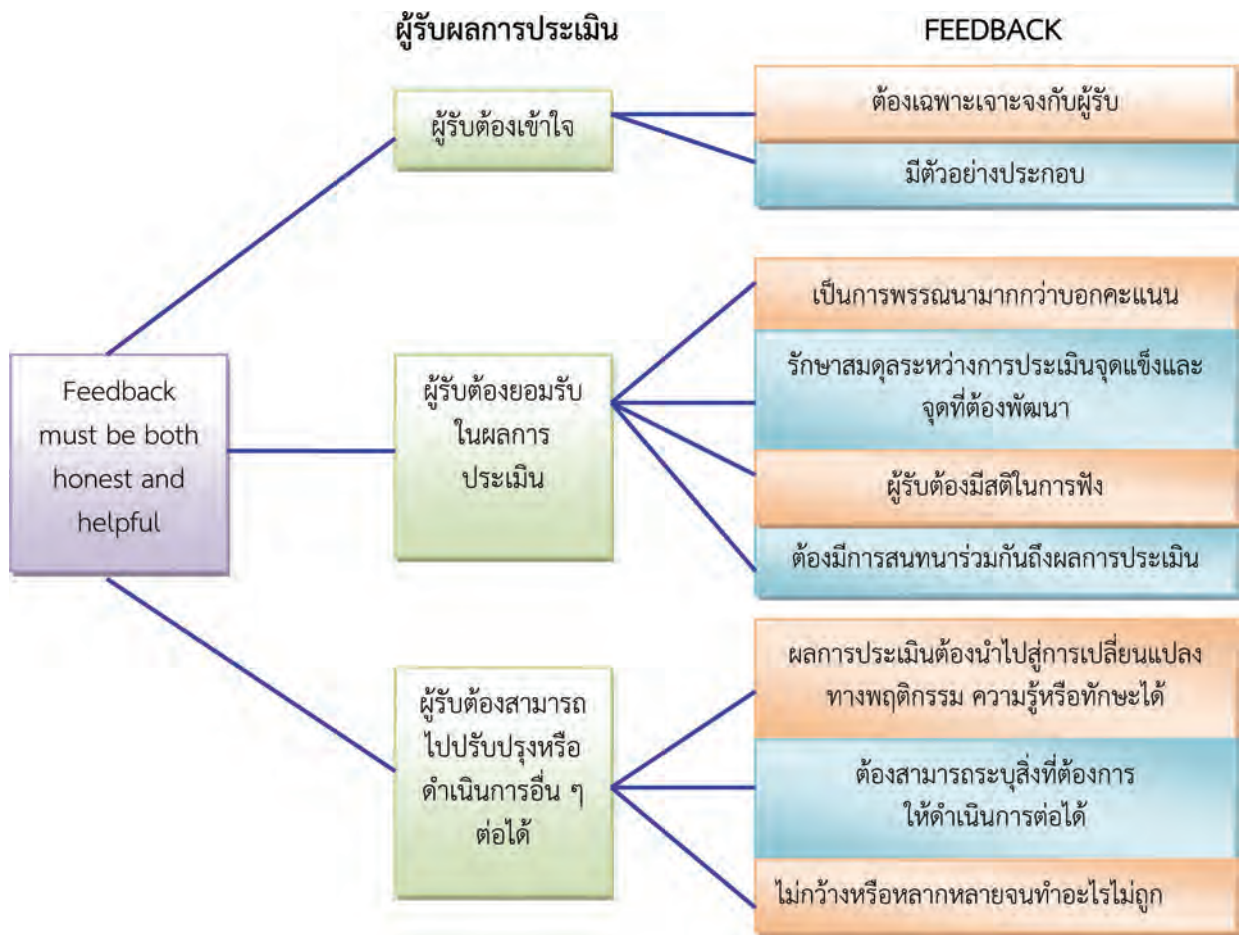 ผู้รับผลการประเมิน
FEEDBACK
ผู้รับต้องเข้าใจ
ต้องเฉพาะเจาะจงกับผู้รับ
มีตัวอย่างประกอบ
Feedback
must be both
honest and
helpful
ผู้รับต้องยอมรับ
ในผลการ
ประเมิน
เป็นการพรรณนามากกว่าบอกคะแนน
รักษาสมดุลระหว่างการประเมินจุดแข็งและ
จุดที่ต้องพัฒนา
ผู้รับต้องมีสติในการฟัง
ต้องมีการสนทนาร่วมกันถึงผลการประเมิน
ผู้รับต้องสามารถ
ไปปรับปรุงหรือ
ดำเนินการอื่น ๆ
ต่อได้
ผลการประเมินต้องนำไปสู่การเปลี่ยนแปลง
ทางพฤติกรรม ความรู้หรือทักษะได้
ต้องสามารถระบุสิ่งที่ต้องการ
ให้ดำเนินการต่อได้
ไม่กว้างหรือหลากหลายจนทำอะไรไม่ถูก